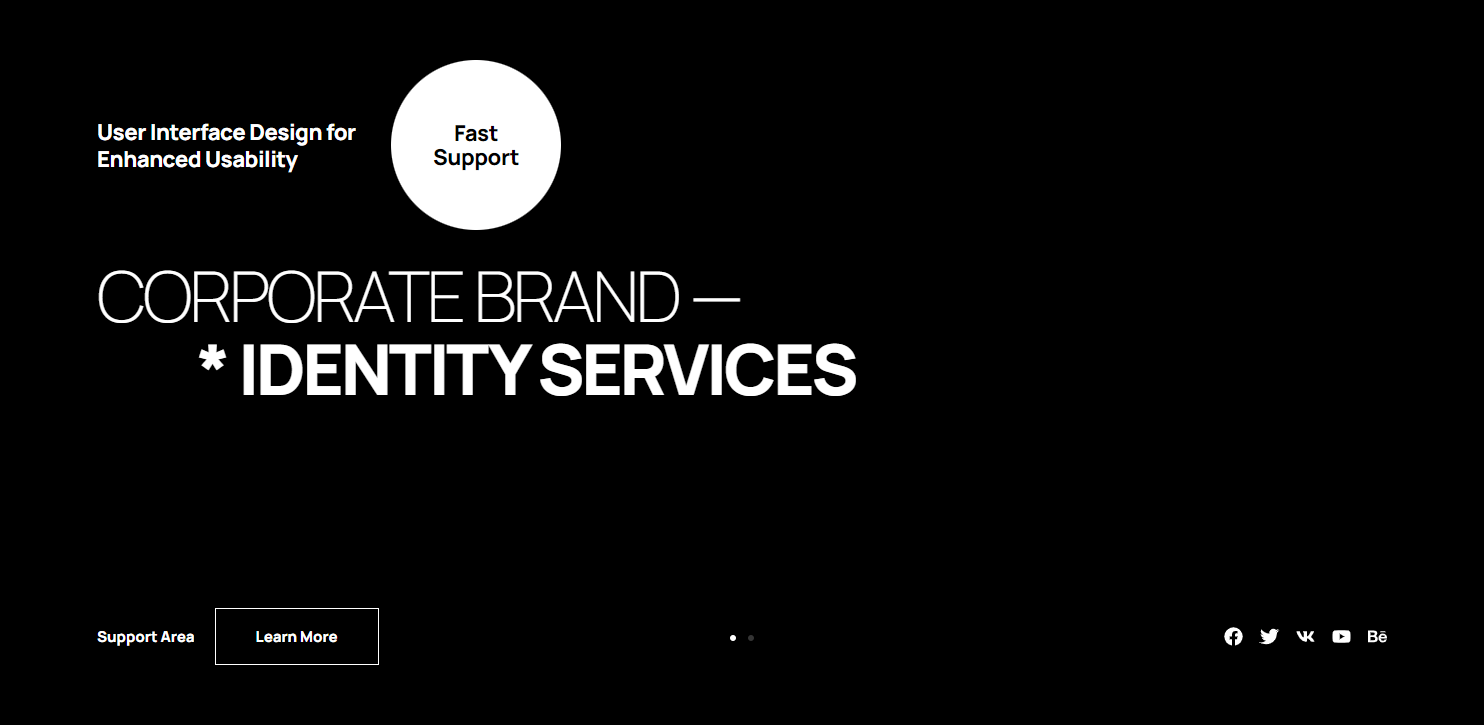 User Interface Design for
Enhanced Usability
Fast
Support
CORPORATE BRAND —
* IDENTITY SERVICES
Support Area
Learn More
Bē